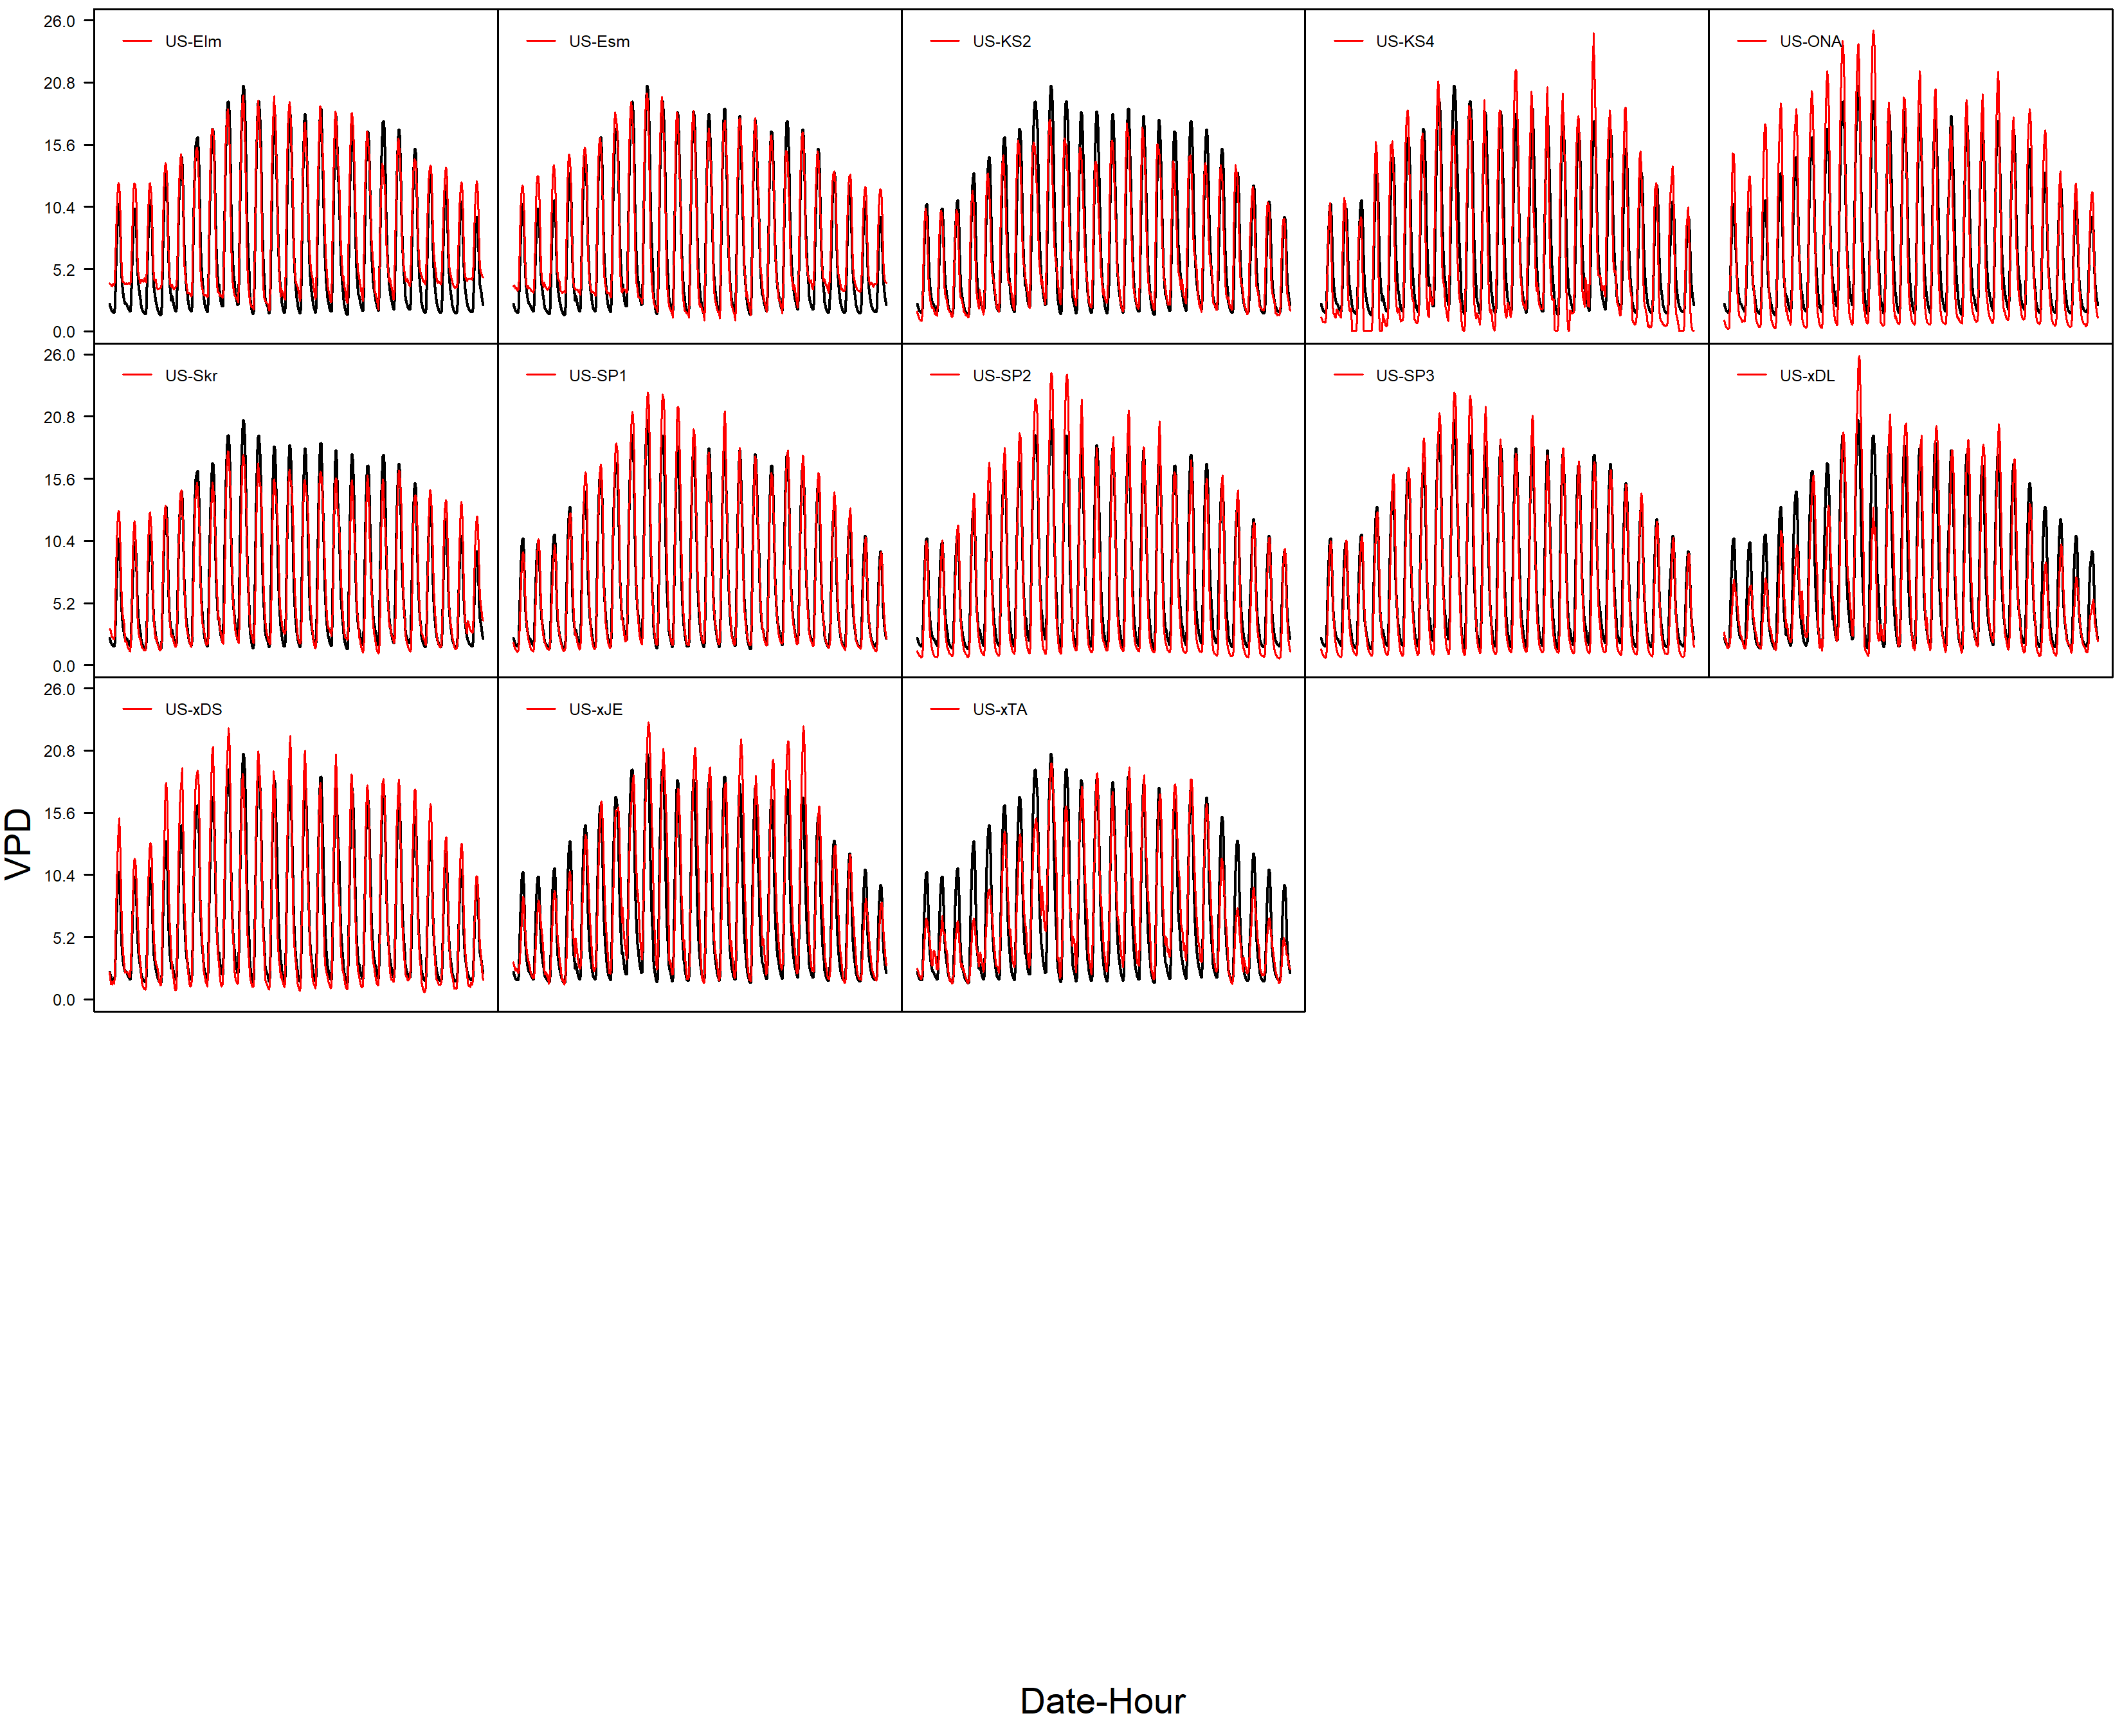 26.0
20.8
15.6
10.4
5.2
0.0
US-Elm
US-Esm
US-KS2
US-KS4
US-ONA
26.0
20.8
15.6
10.4
5.2
0.0
US-Skr
US-SP1
US-SP2
US-SP3
US-xDL
26.0
20.8
15.6
10.4
5.2
0.0
US-xDS
US-xJE
US-xTA
VPD
Date-Hour